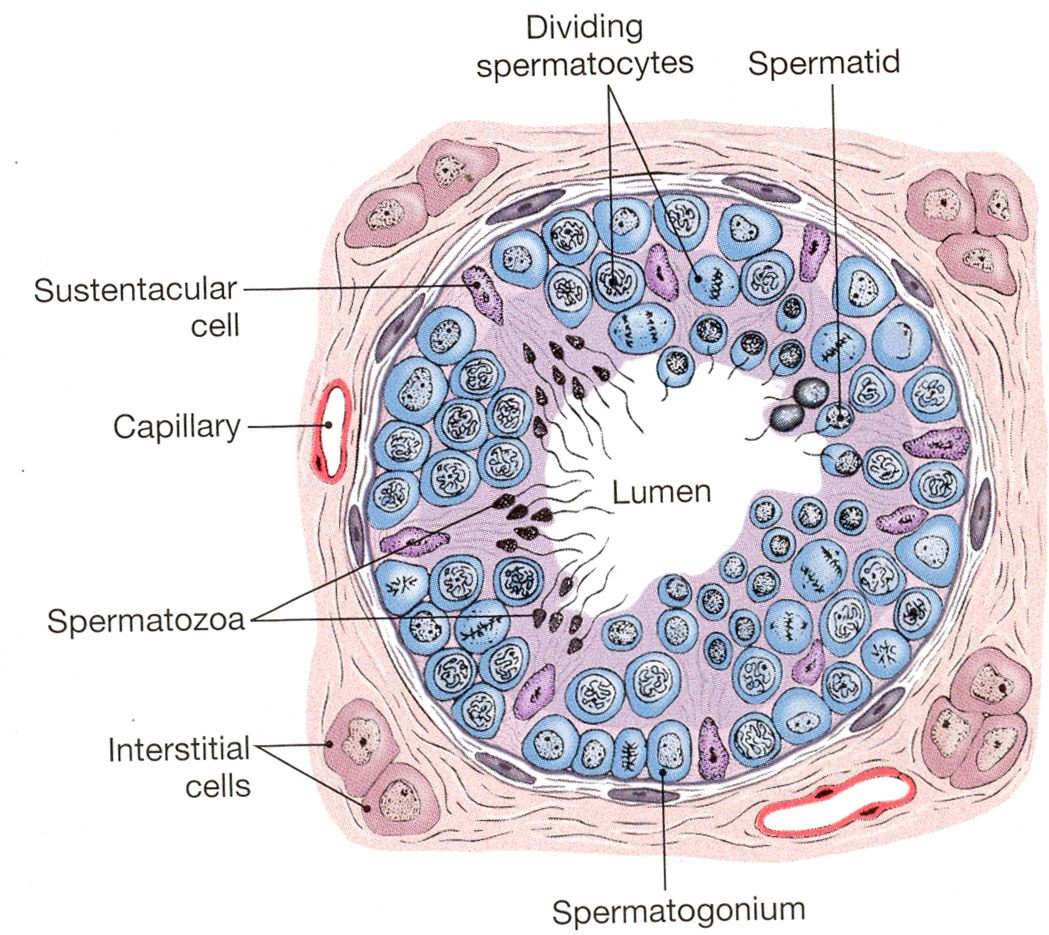 Dividing
spermatocytes
Spermatid
Sustentacular
cell
Capillary
Lumen
Spermatozoa
Interstitial
cells
Spermatogonium